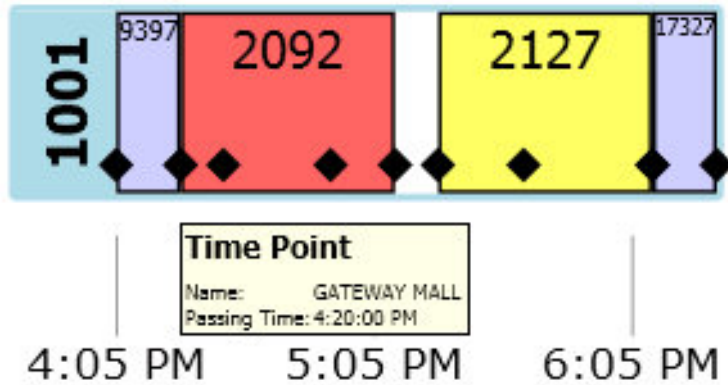 1001
9397
2092
2127
17327
Time Point
Name: GATEWAY MALL
Passing Time: 4:20:00 PM
4:05 PM 5:05 PM 6:05 PM